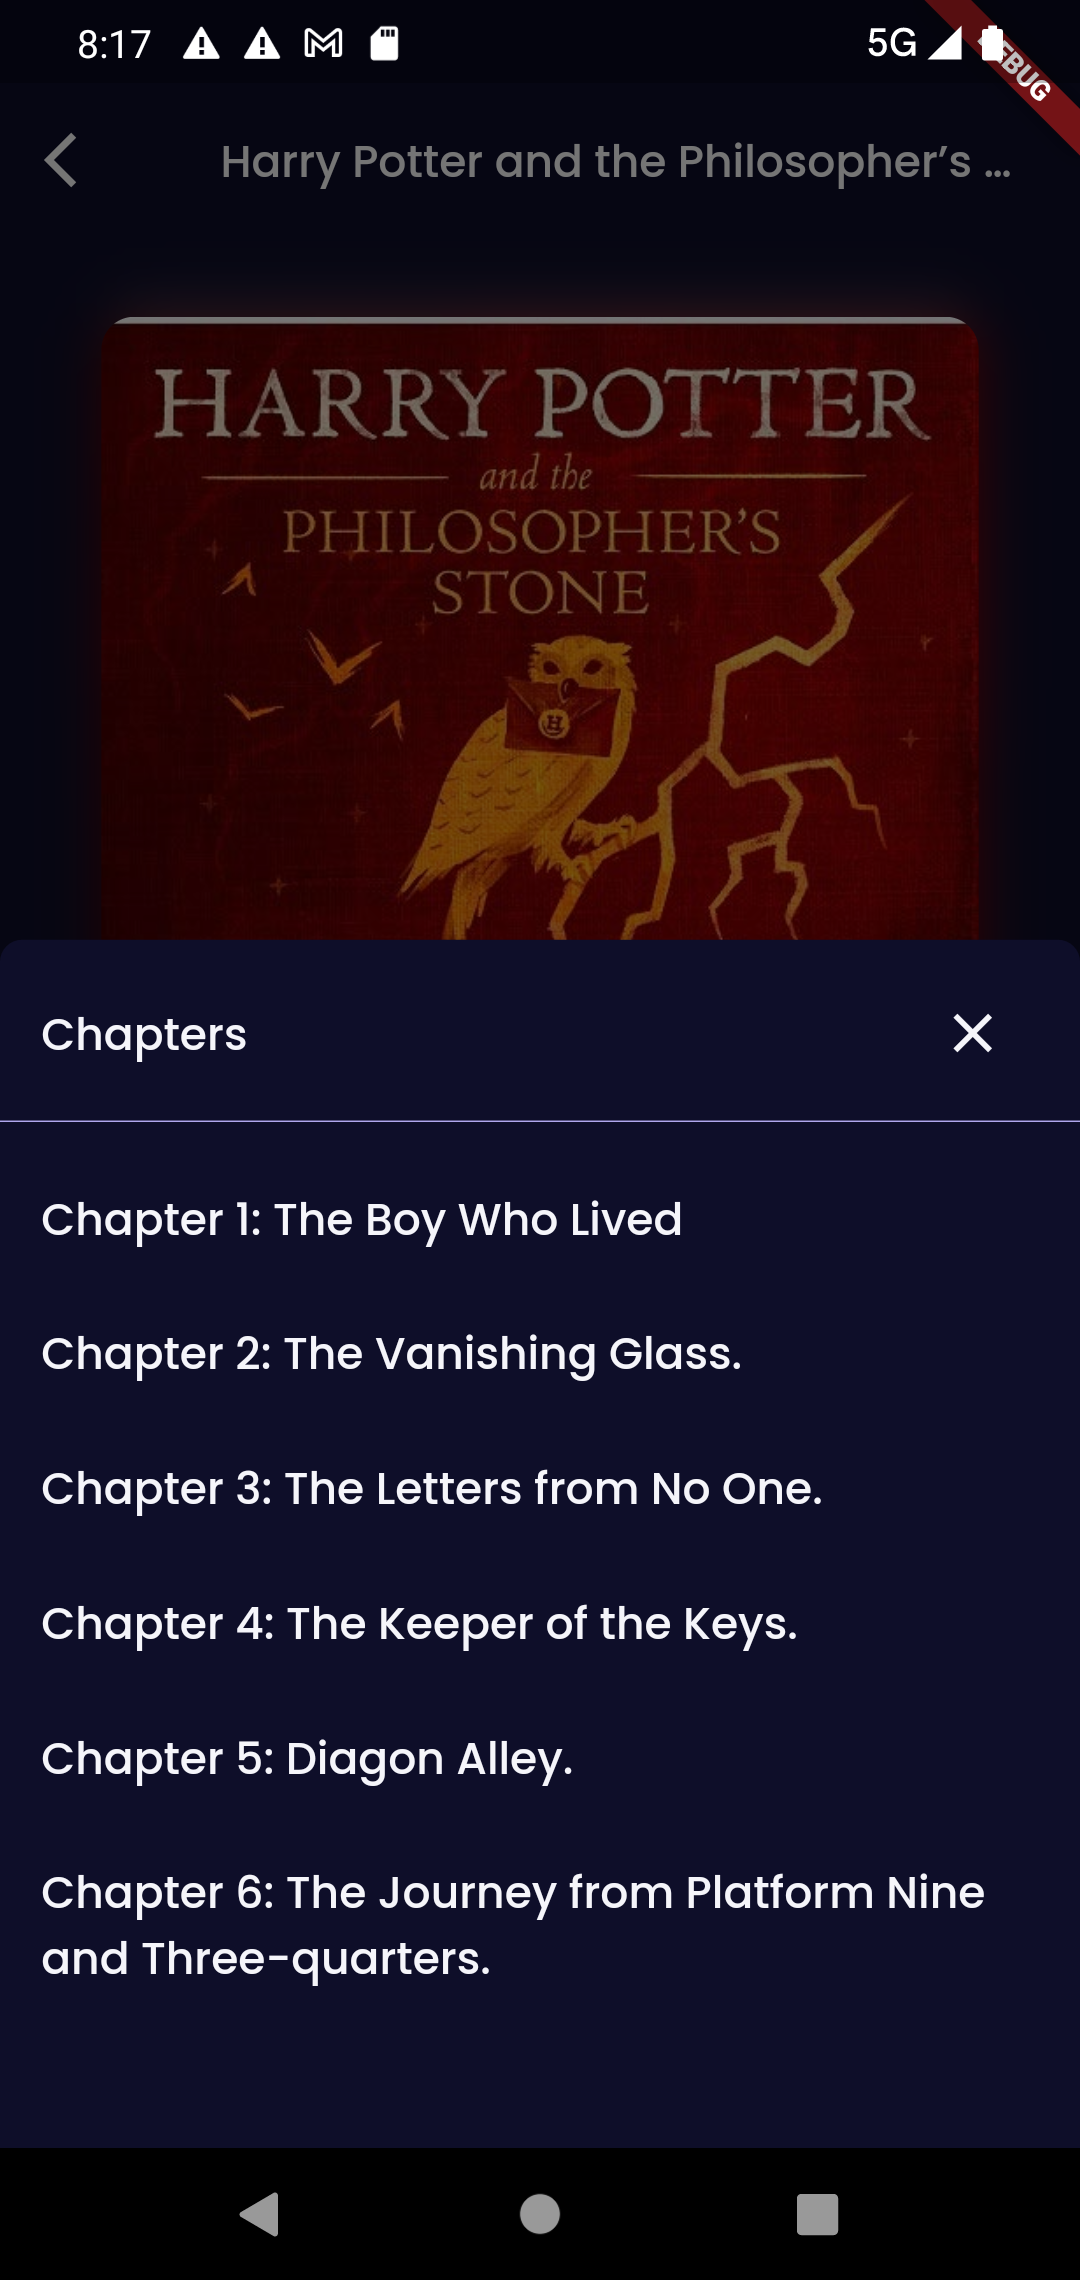 8:17
5G
EBUG
Harry Potter and the Philosopher’s ...
HARRY POTTER
and the
PHILOSOPHER’S
STONE
H
Chapters
Chapter 1: The Boy Who Lived
Chapter 2: The Vanishing Glass.
Chapter 3: The Letters from No One.
Chapter 4: The Keeper of the Keys.
Chapter 5: Diagon Alley.
Chapter 6: The Journey from Platform Nine
and Three-quarters.